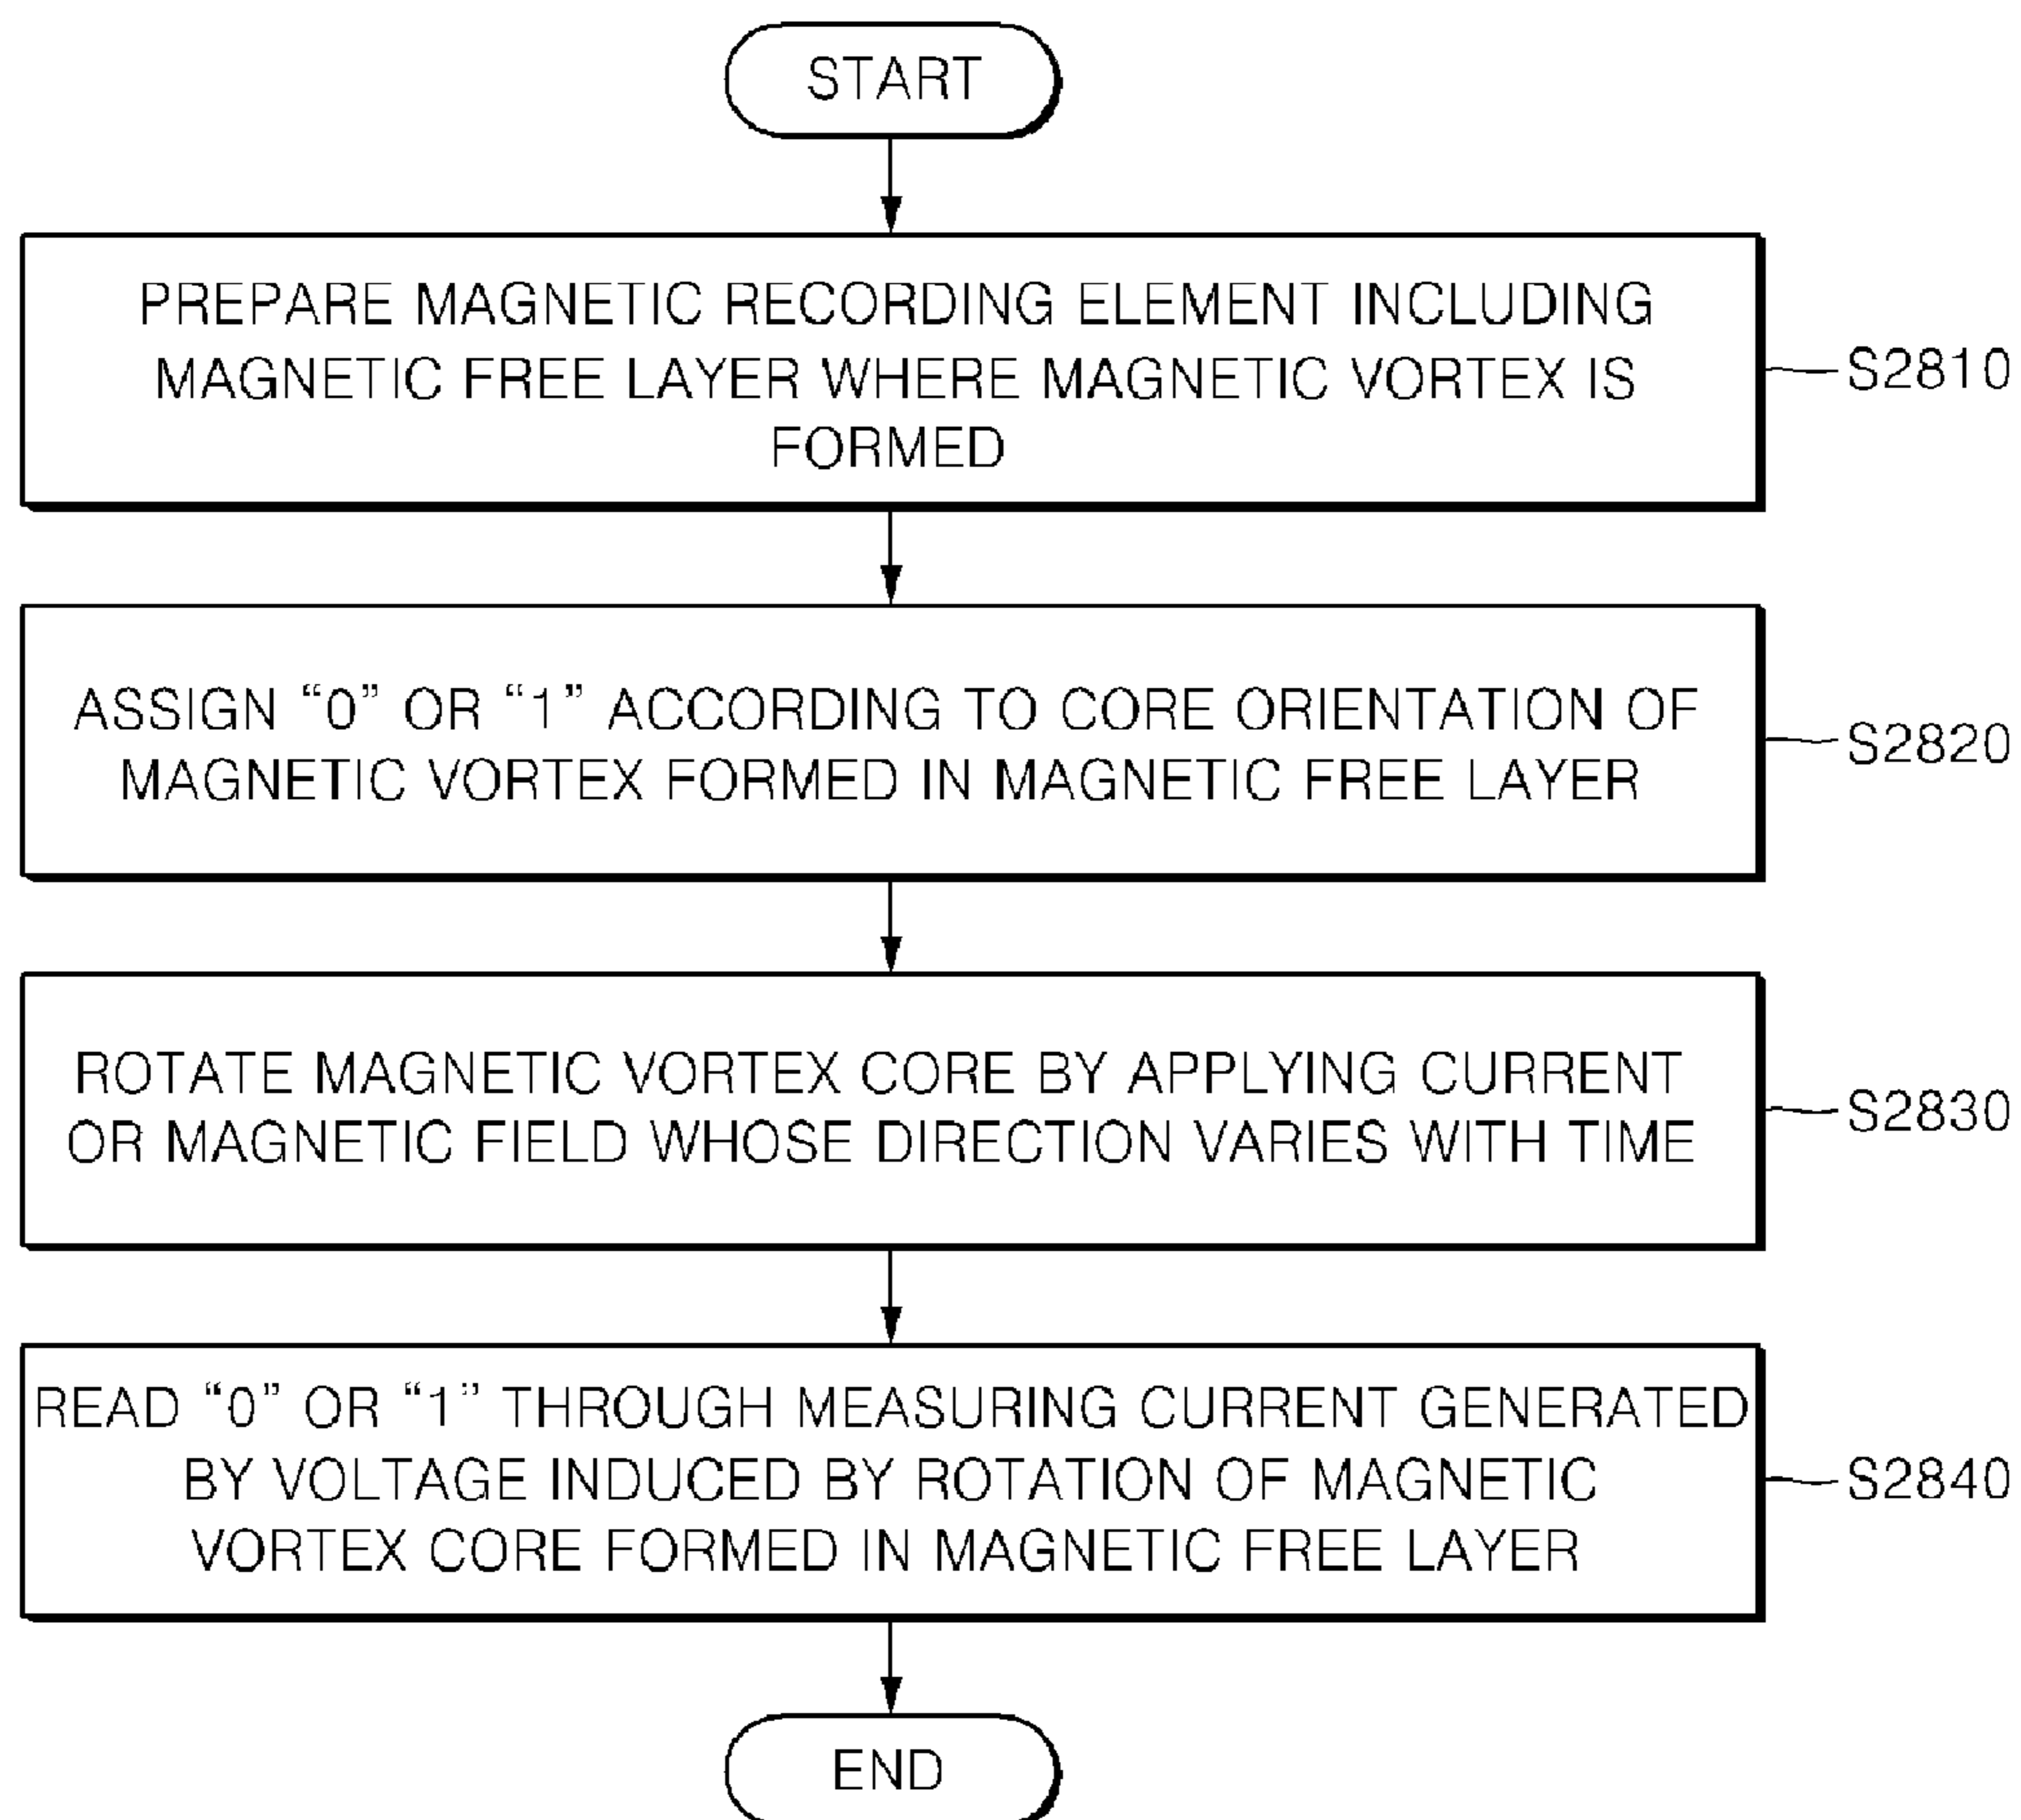 START
PREPARE MAGNETIC RECORDING ELEMENT INCLUDING
MAGNETIC FREE LAYER WHERE MAGNETIC VORTEX IS
FORMED
S2810
ASSIGN “0” OR “1” ACCORDING TO CORE ORIENTATION OF
MAGNETIC VORTEX FORMED IN MAGNETIC FREE LAYER
S2820
ROTATE MAGNETIC VORTEX CORE BY APPLYING CURRENT
OR MAGNETIC FIELD WHOSE DIRECTION VARIES WITH TIME
S2830
READ “0” OR “1” THROUGH MEASURING CURRENT GENERATED
BY VOLTAGE INDUCED BY ROTATION OF MAGNETIC
VORTEX CORE FORMED IN MAGNETIC FREE LAYER
S2840
END